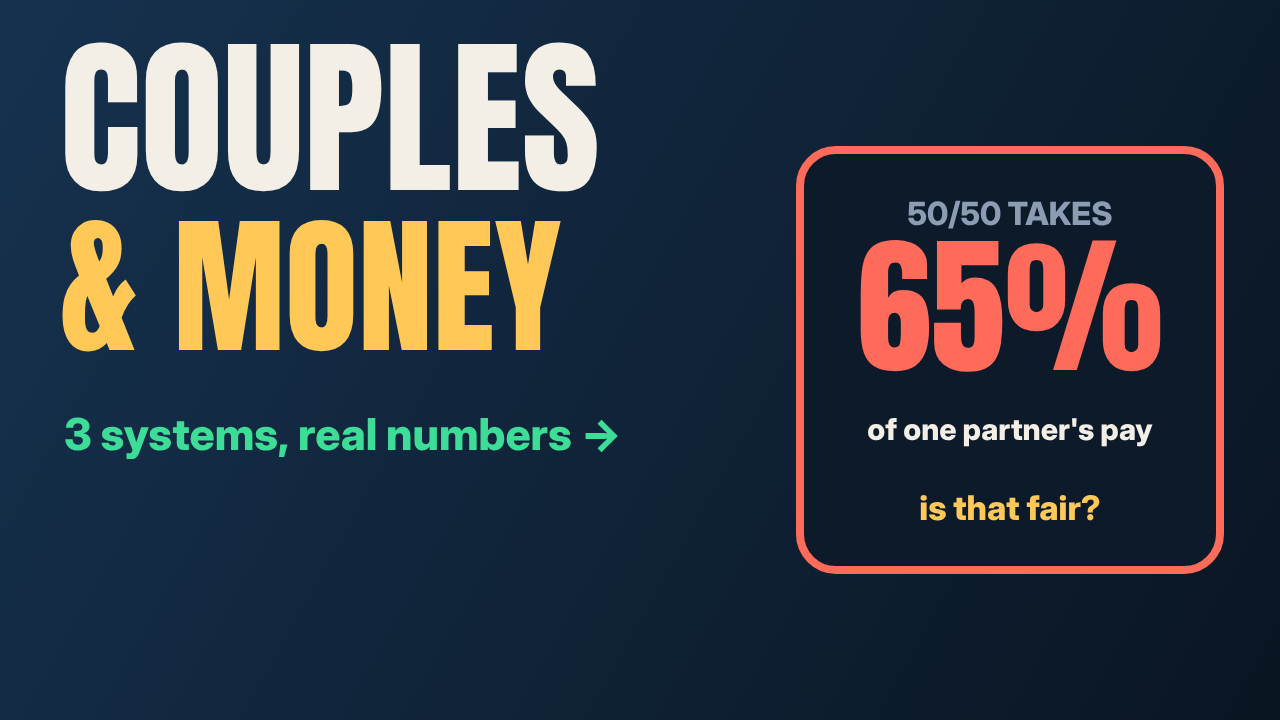 COUPLES
& MONEY
3 systems, real numbers →
50/50 TAKES
65%
of one partner's pay
is that fair?